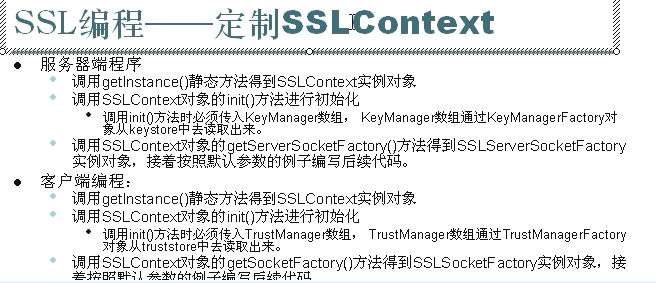 SSL编程——定制SSLContext
服务器端程序
调用getInstance()静态方法得到SSLContext实例对象
调用SSLContext对象的init()方法进行初始化
调用init()方法时必须传入KeyManager数组， KeyManager数组通过KeyManagerFactory对
象从keystore中去读取出来。
调用SSLContext对象的getServerSocketFactory()方法得到SSLServerSocketFactory
实例对象，接着按照默认参数的例子编写后续代码。
客户端编程：
调用getInstance()静态方法得到SSLContext实例对象
调用SSLContext对象的init()方法进行初始化
调用init()方法时必须传入TrustManager数组， TrustManager数组通过TrustManagerFactory
对象从truststore中去读取出来。
调用SSLContext对象的getSocketFactory()方法得到SSLSocketFactory实例对象，接
着按照默认参数的例子编写后续代码